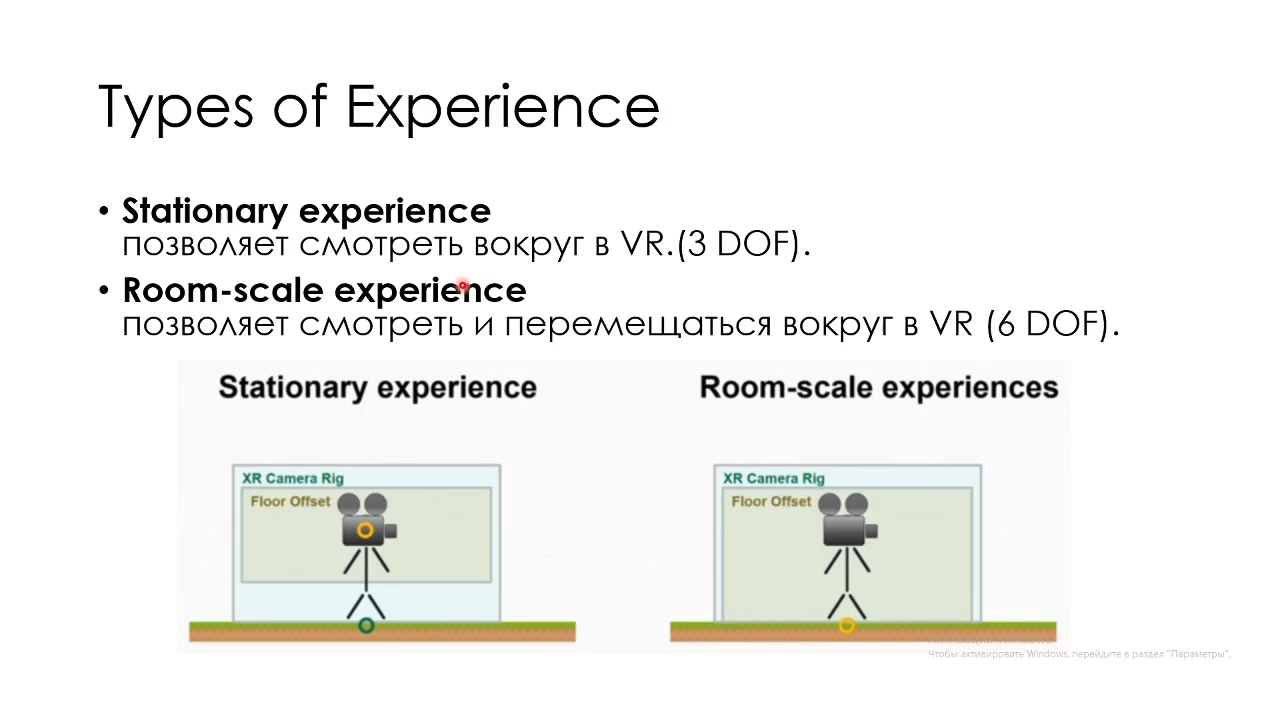 Types of Experience
• Stationary experience
позволяет смотреть вокруг в VR.(3 DOF).
• Room-scale experience
позволяет смотреть и перемещаться вокруг в VR (6 DOF).
Stationary experience
Room-scale experiences
XR Camera Rig
Floor Offset
XR Camera Rig
Floor Offset
Активация Windows
Чтобы активировать Windows, перейдите в раздел "Параметры".